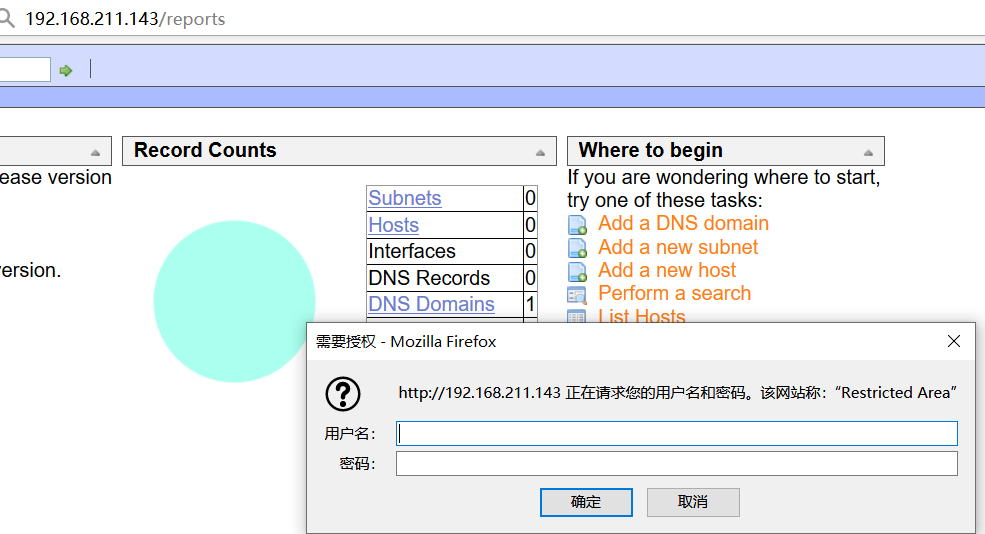 192.168.211.143/reports
Record Counts
Where to begin
ease version
If you are wondering where to start,
try one of these tasks:
Subnets 0
Hosts 0
Add a DNS domain
Interfaces 0
Add a new subnet
ersion.
DNS Records 0
Add a new host
DNS Domains 1
Perform a search
List Hosts
需要授权 - Mozilla Firefox
http://192.168.211.143 正在请求您的用户名和密码。该网站称：“Restricted Area”
用户名：
密码：
确定
取消